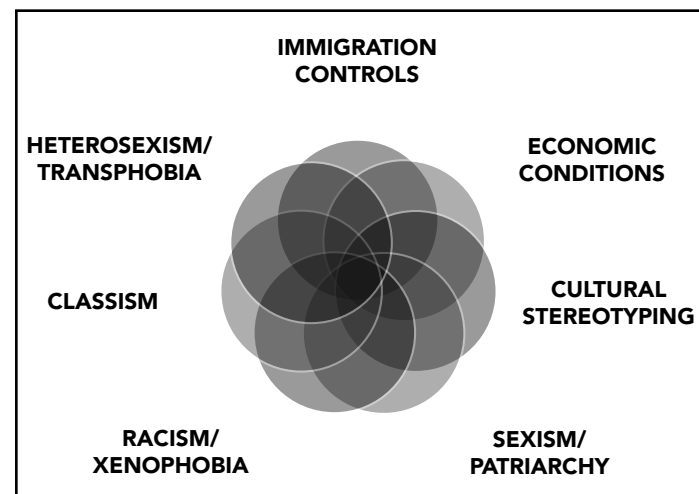 IMMIGRATION
CONTROLS
HETEROSEXISM/
TRANSPHOBIA
ECONOMIC
CONDITIONS
CLASSISM
CULTURAL
STEREOTYPING
RACISM/
XENOPHOBIA
SEXISM/
PATRIARCHY